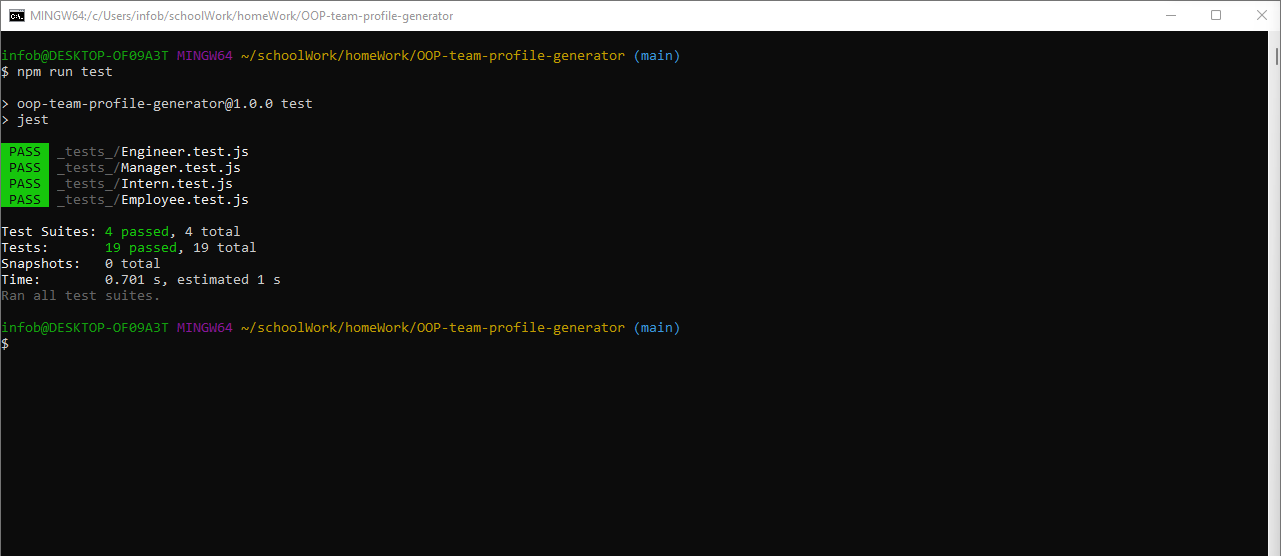 MINGW64:/c/Users/infob/schoolWork/homeWork/OOP-team-profile-generator
infob@DESKTOP-OF09A3T MINGW64 ~/schoolWork/homeWork/OOP-team-profile-generator (main)
$ npm run test
> oop-team-profile-generator@1.0.0 test
> jest
PASS _tests_/Engineer.test.js
PASS _tests_/Manager.test.js
PASS _tests_/Intern.test.js
PASS _tests_/Employee.test.js
Test Suites: 4 passed, 4 total
Tests: 19 passed, 19 total
Snapshots: 0 total
Time: 0.701 s, estimated 1 s
Ran all test suites.
infob@DESKTOP-OF09A3T MINGW64 ~/schoolWork/homeWork/OOP-team-profile-generator (main)
$